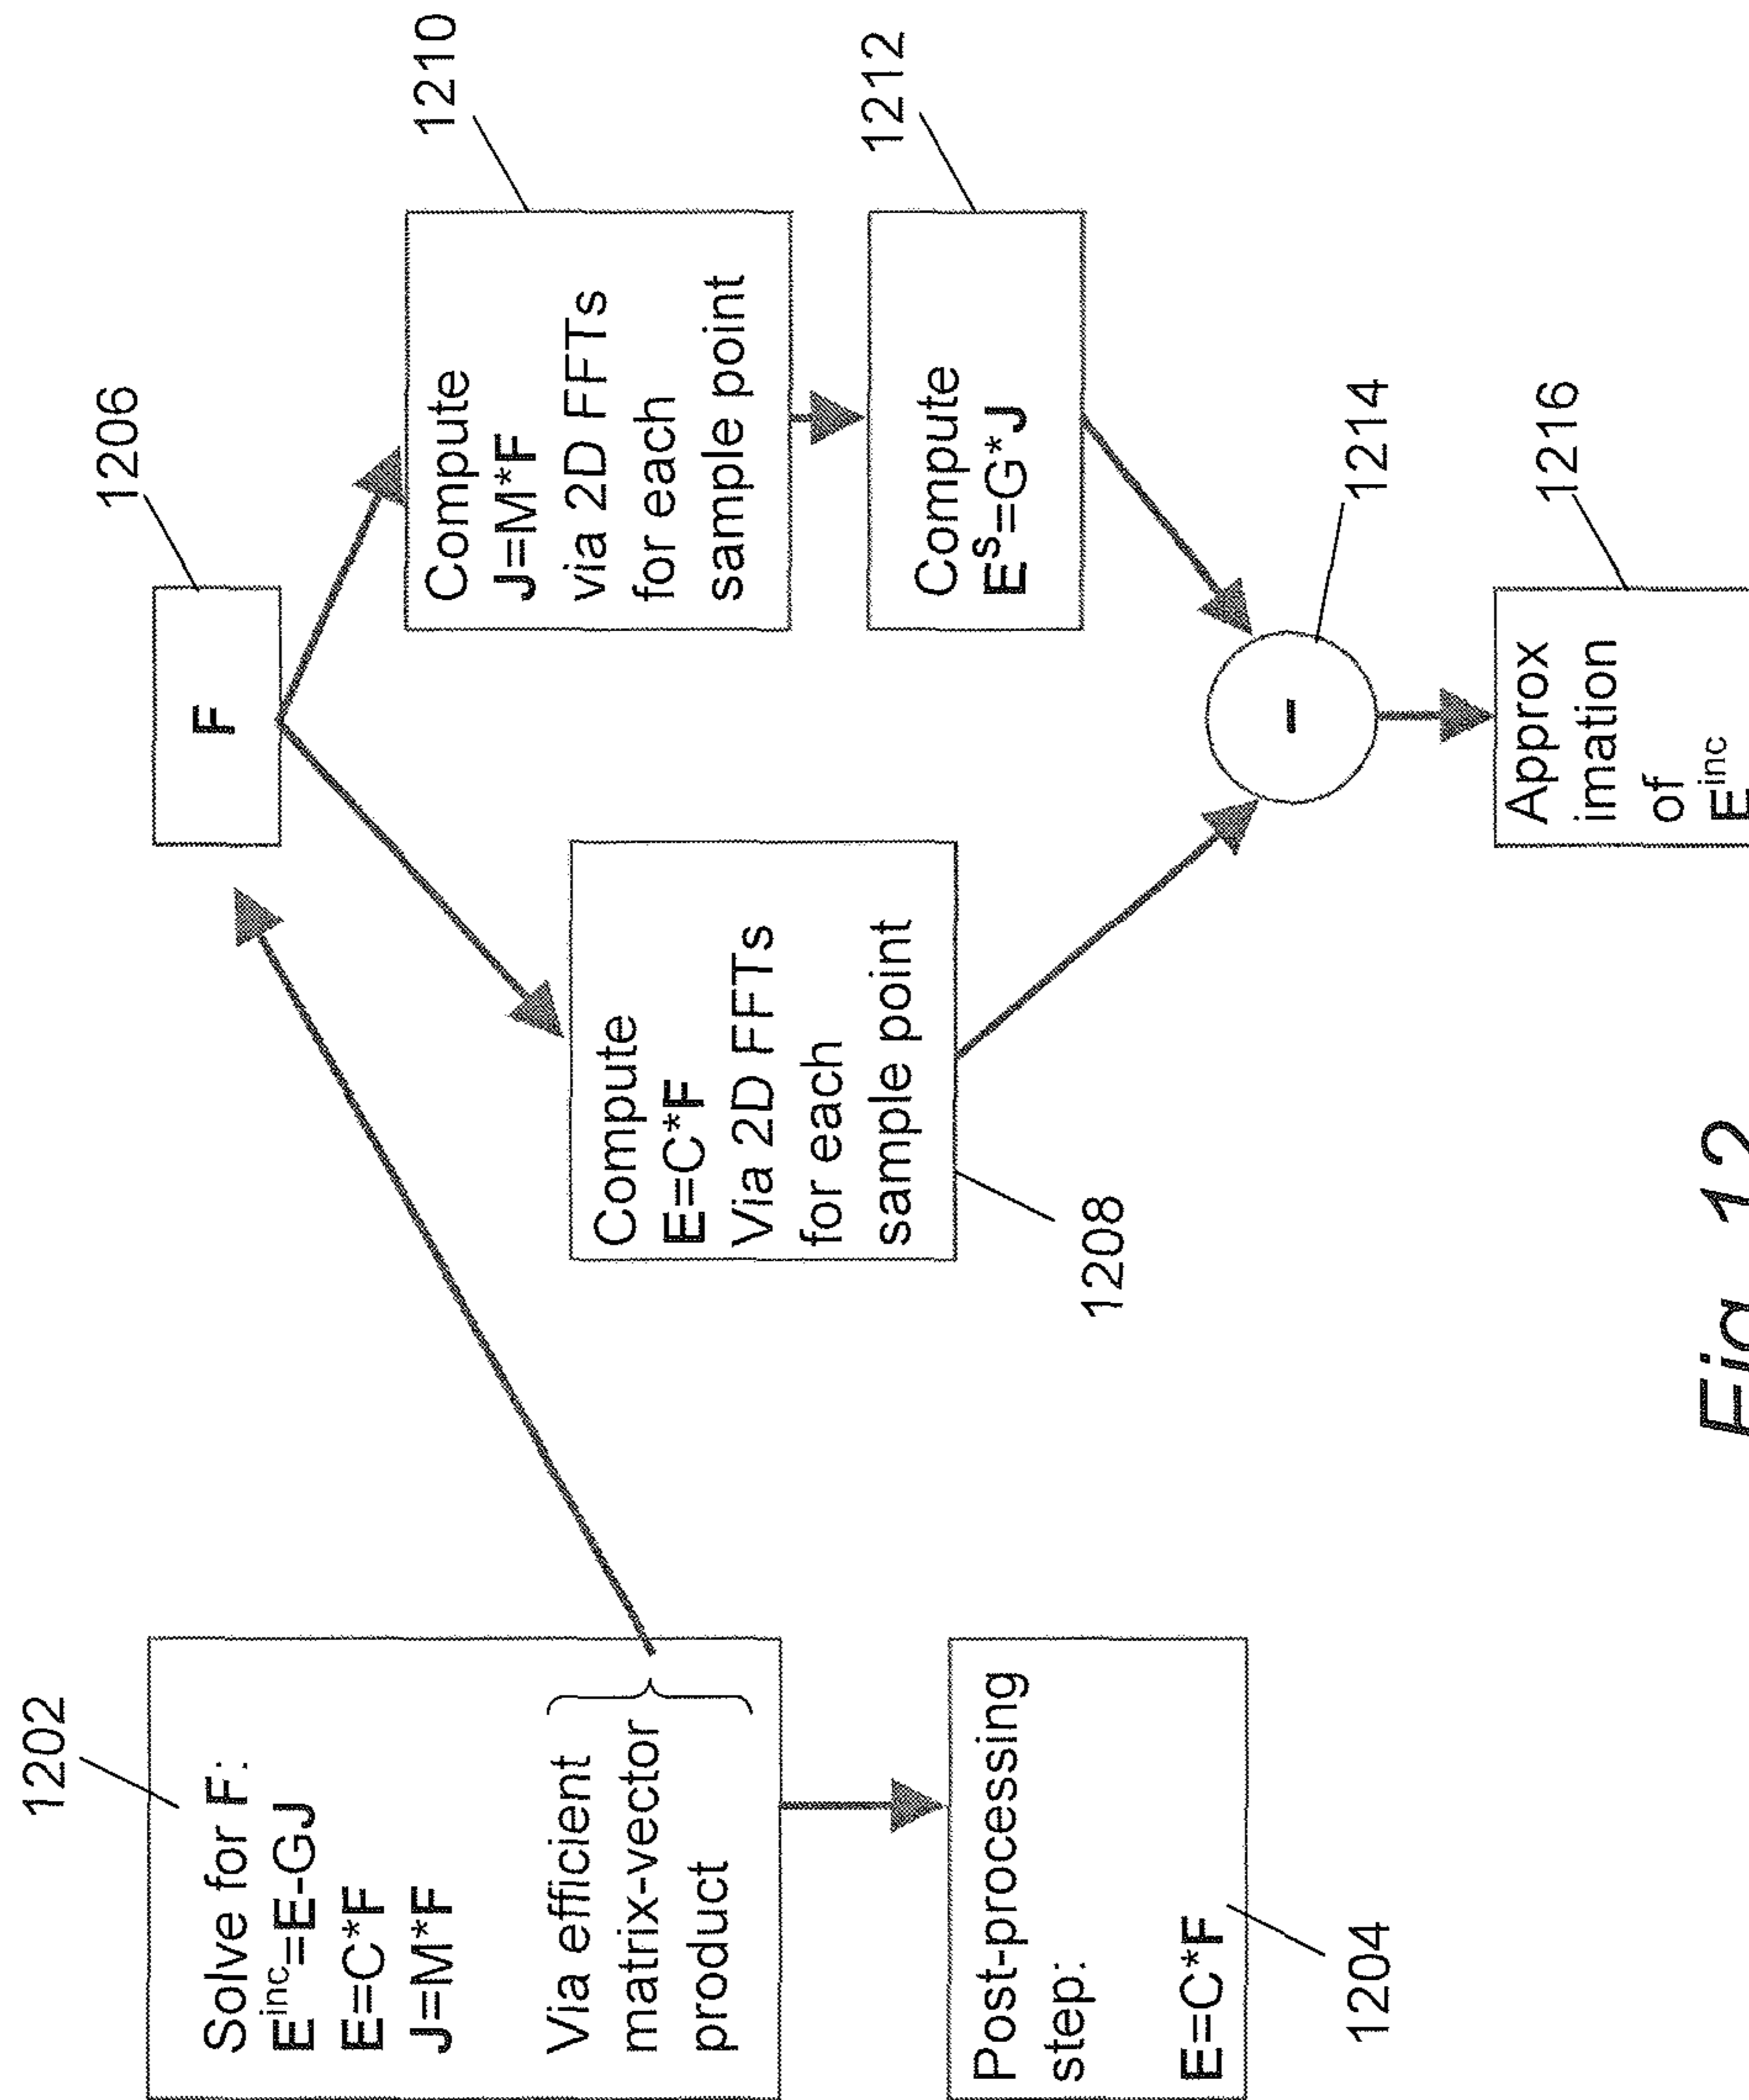 1202
Solve for F:
E^inc=E-GJ
E=C*F
J=M*F
Via efficient
matrix-vector
product
Post-processing
step:
E=C*F
1204
1206
F
Compute
E=C*F
Via 2D FFTs
for each
sample point
1208
Compute
J=M*F
via 2D FFTs
for each
sample point
1210
Compute
E^s=G*J
1212
–
1214
Approx
imation
of
E^inc
1216
Fig. 12